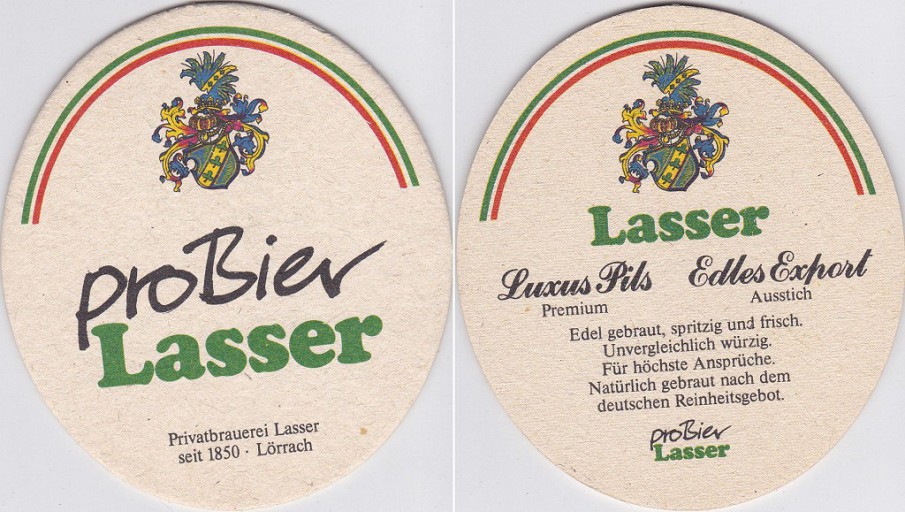 proBier
Lasser
Privatbrauerei Lasser
seit 1850 · Lörrach
Lasser
Luxus Pils Edles Export
Premium Ausstich
Edel gebraut, spritzig und frisch.
Unvergleichlich würzig.
Für höchste Ansprüche.
Natürlich gebraut nach dem
deutschen Reinheitsgebot.
proBier
Lasser